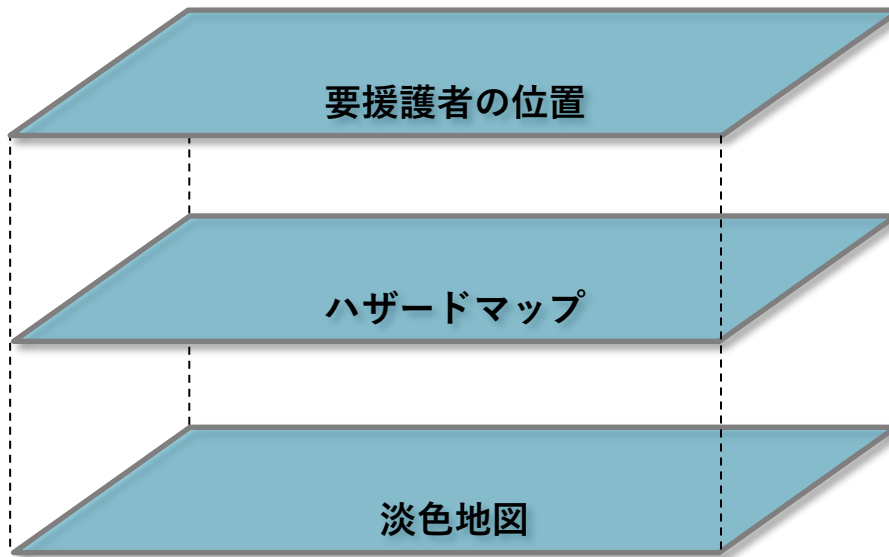 要援護者の位置
ハザードマップ
淡色地図